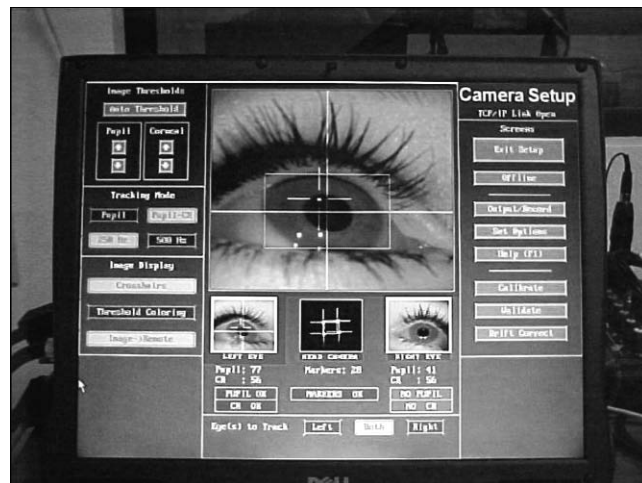 Image Thresholds
Auto Threshold
Pupil
Corneal
Tracking Mode
Pupil
Pupil-CR
250 Hz
500 Hz
Image Display
Crosshairs
Threshold Coloring
Image->Remote
LEFT EYE
HEAD CAMERA
RIGHT EYE
Pupil: 77
Markers: 28
Pupil: 41
CR : 56
CR : 56
PUPIL OK
MARKERS OK
NO PUPIL
CR OK
NO CR
Eye(s) to Track
Left
Both
Right
Camera Setup
TCP/IP Link Open
Screens
Exit Setup
Offline
Output/Record
Set Options
Help (F1)
Calibrate
Validate
Drift Correct
DELL